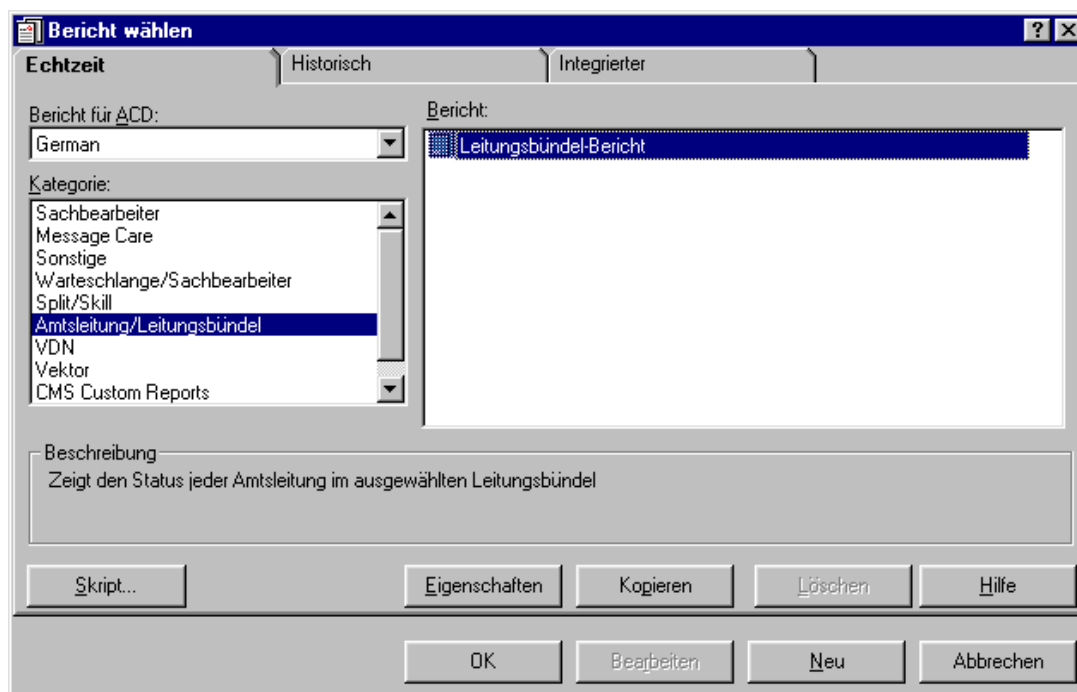 Bericht wählen
Echtzeit
Historisch
Integrierter
Bericht für ACD:
German
Kategorie:
Sachbearbeiter
Message Care
Sonstige
Warteschlange/Sachbearbeiter
Split/Skill
Amtsleitung/Leitungsbündel
VDN
Vektor
CMS Custom Reports
Bericht:
Leitungsbündel-Bericht
Beschreibung
Zeigt den Status jeder Amtsleitung im ausgewählten Leitungsbündel
Skript...
Eigenschaften
Kopieren
Löschen
Hilfe
OK
Bearbeiten
Neu
Abbrechen